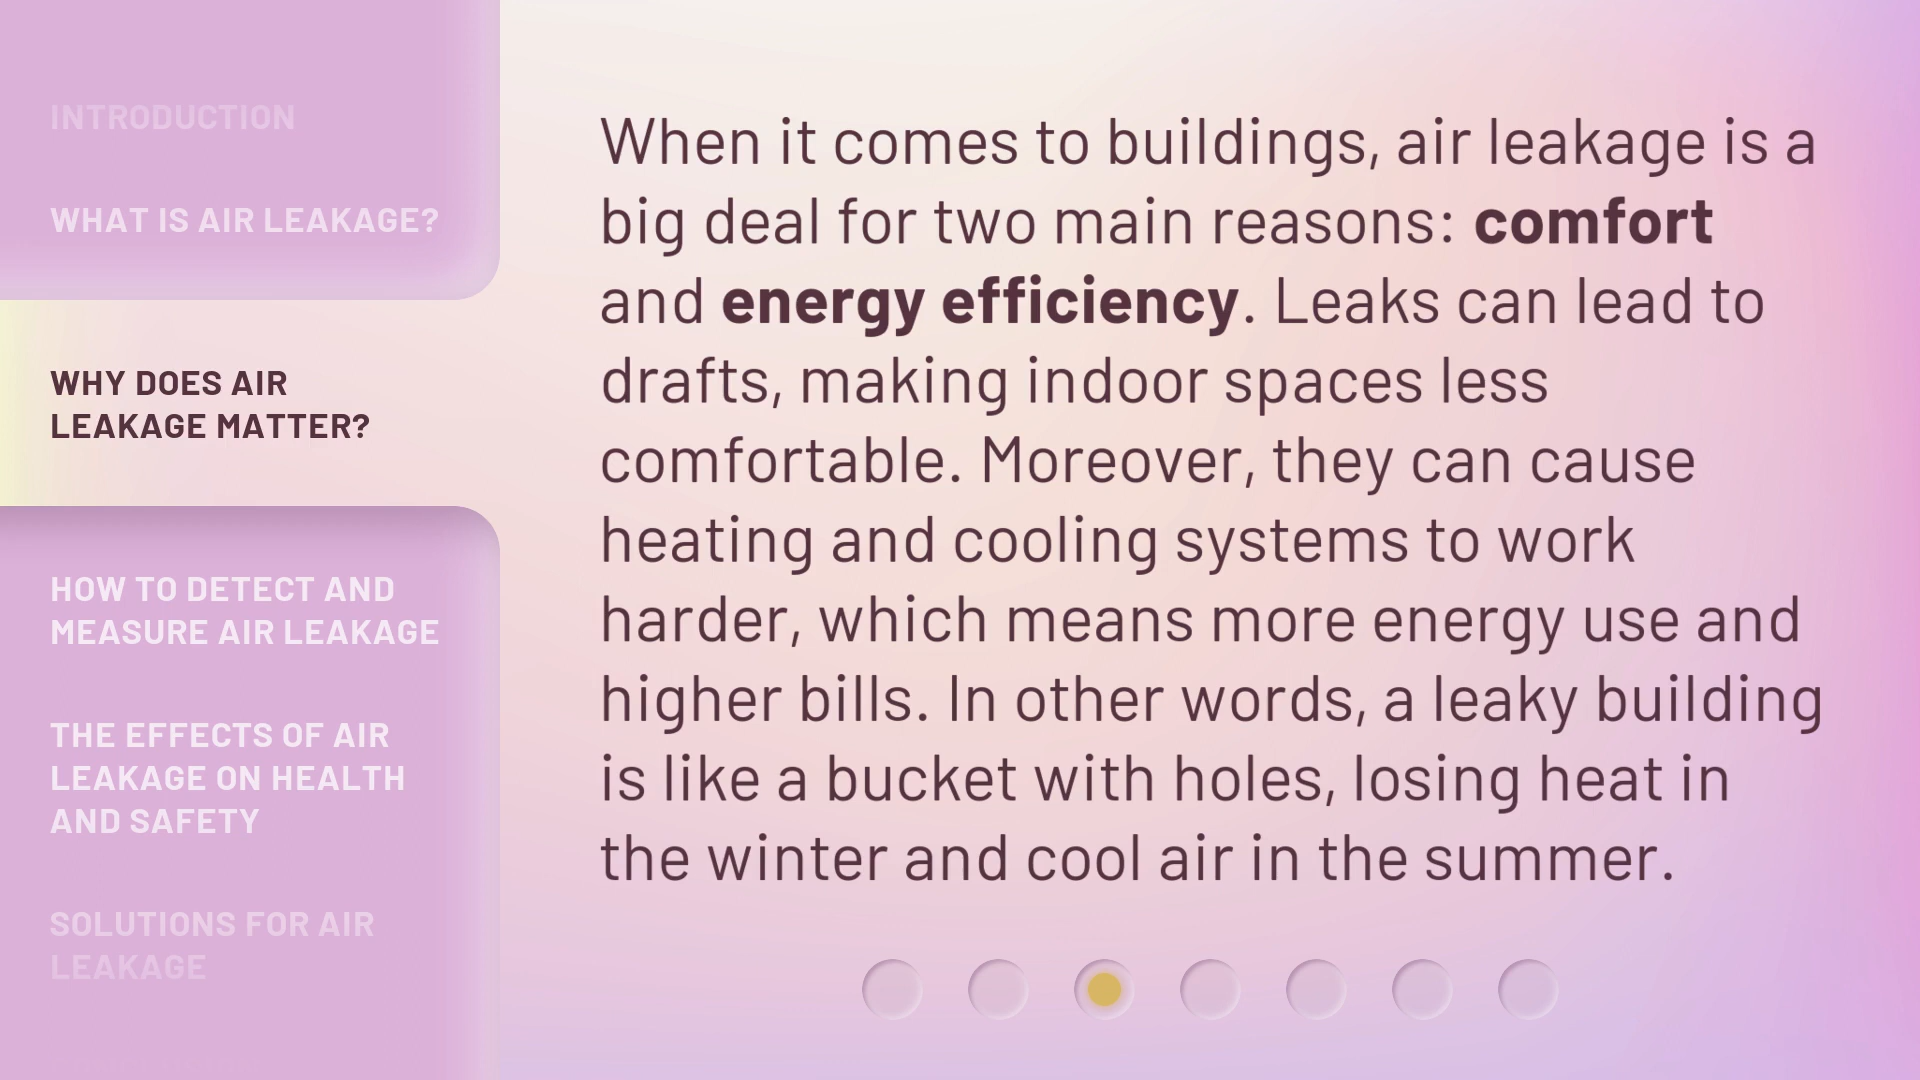 INTRODUCTION
WHAT IS AIR LEAKAGE?
WHY DOES AIR
LEAKAGE MATTER?
HOW TO DETECT AND
MEASURE AIR LEAKAGE
THE EFFECTS OF AIR
LEAKAGE ON HEALTH
AND SAFETY
SOLUTIONS FOR AIR
LEAKAGE
When it comes to buildings, air leakage is a
big deal for two main reasons: comfort
and energy efficiency. Leaks can lead to
drafts, making indoor spaces less
comfortable. Moreover, they can cause
heating and cooling systems to work
harder, which means more energy use and
higher bills. In other words, a leaky building
is like a bucket with holes, losing heat in
the winter and cool air in the summer.